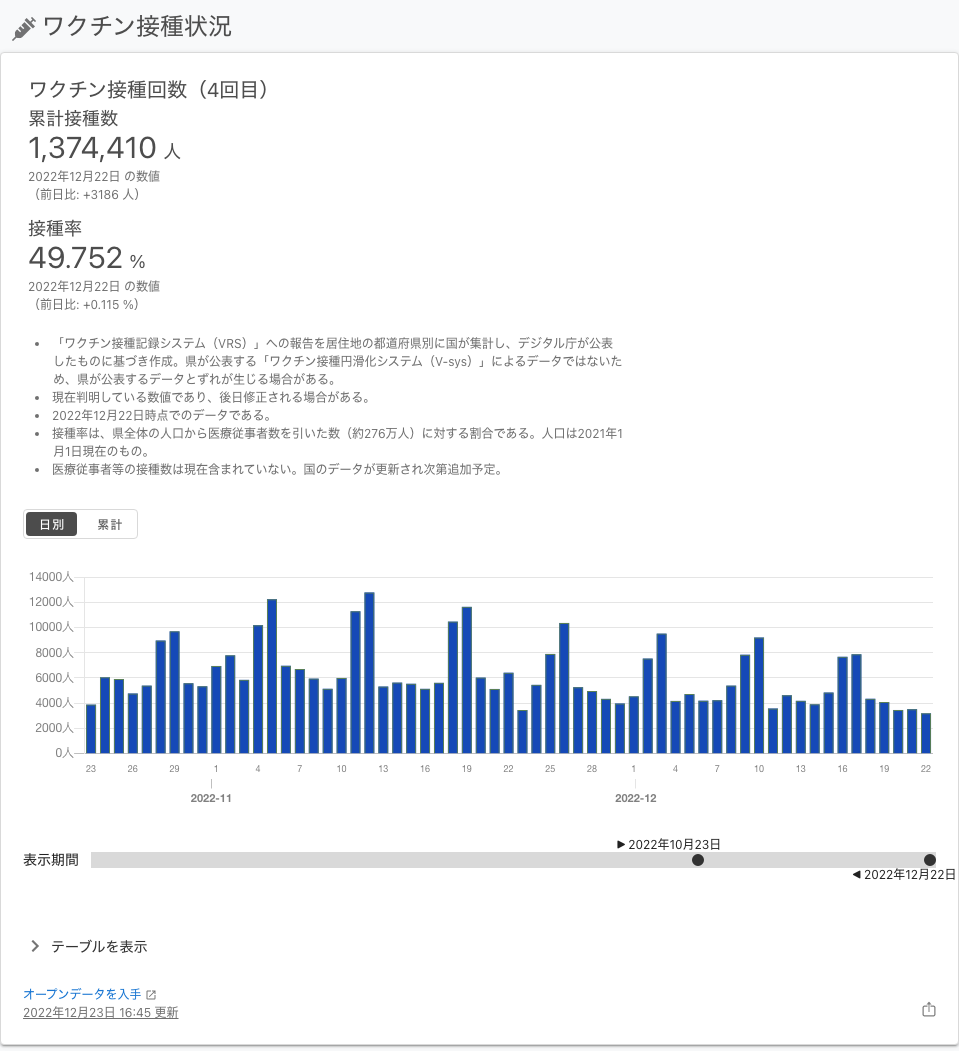 ワクチン接種状況
ワクチン接種回数（4回目）
累計接種数
1,374,410 人
2022年12月22日 の数値
（前日比: +3186 人）
接種率
49.752 %
2022年12月22日 の数値
（前日比: +0.115 %）
• 「ワクチン接種記録システム（VRS）」への報告を居住地の都道府県別に国が集計し、デジタル庁が公表
したものに基づき作成。県が公表する「ワクチン接種円滑化システム（V-sys）」によるデータではないた
め、県が公表するデータとずれが生じる場合がある。
• 現在判明している数値であり、後日修正される場合がある。
• 2022年12月22日時点でのデータである。
• 接種率は、県全体の人口から医療従事者数を引いた数（約276万人）に対する割合である。人口は2021年1
月1日現在のもの。
• 医療従事者等の接種数は現在含まれていない。国のデータが更新され次第追加予定。
日別 累計
14000人
12000人
10000人
8000人
6000人
4000人
2000人
0人
23 26 29 1 4 7 10 13 16 19 22 25 28 1 4 7 10 13 16 19 22
2022-11 2022-12
▶ 2022年10月23日
表示期間
◀ 2022年12月22日
テーブルを表示
オープンデータを入手
2022年12月23日 16:45 更新